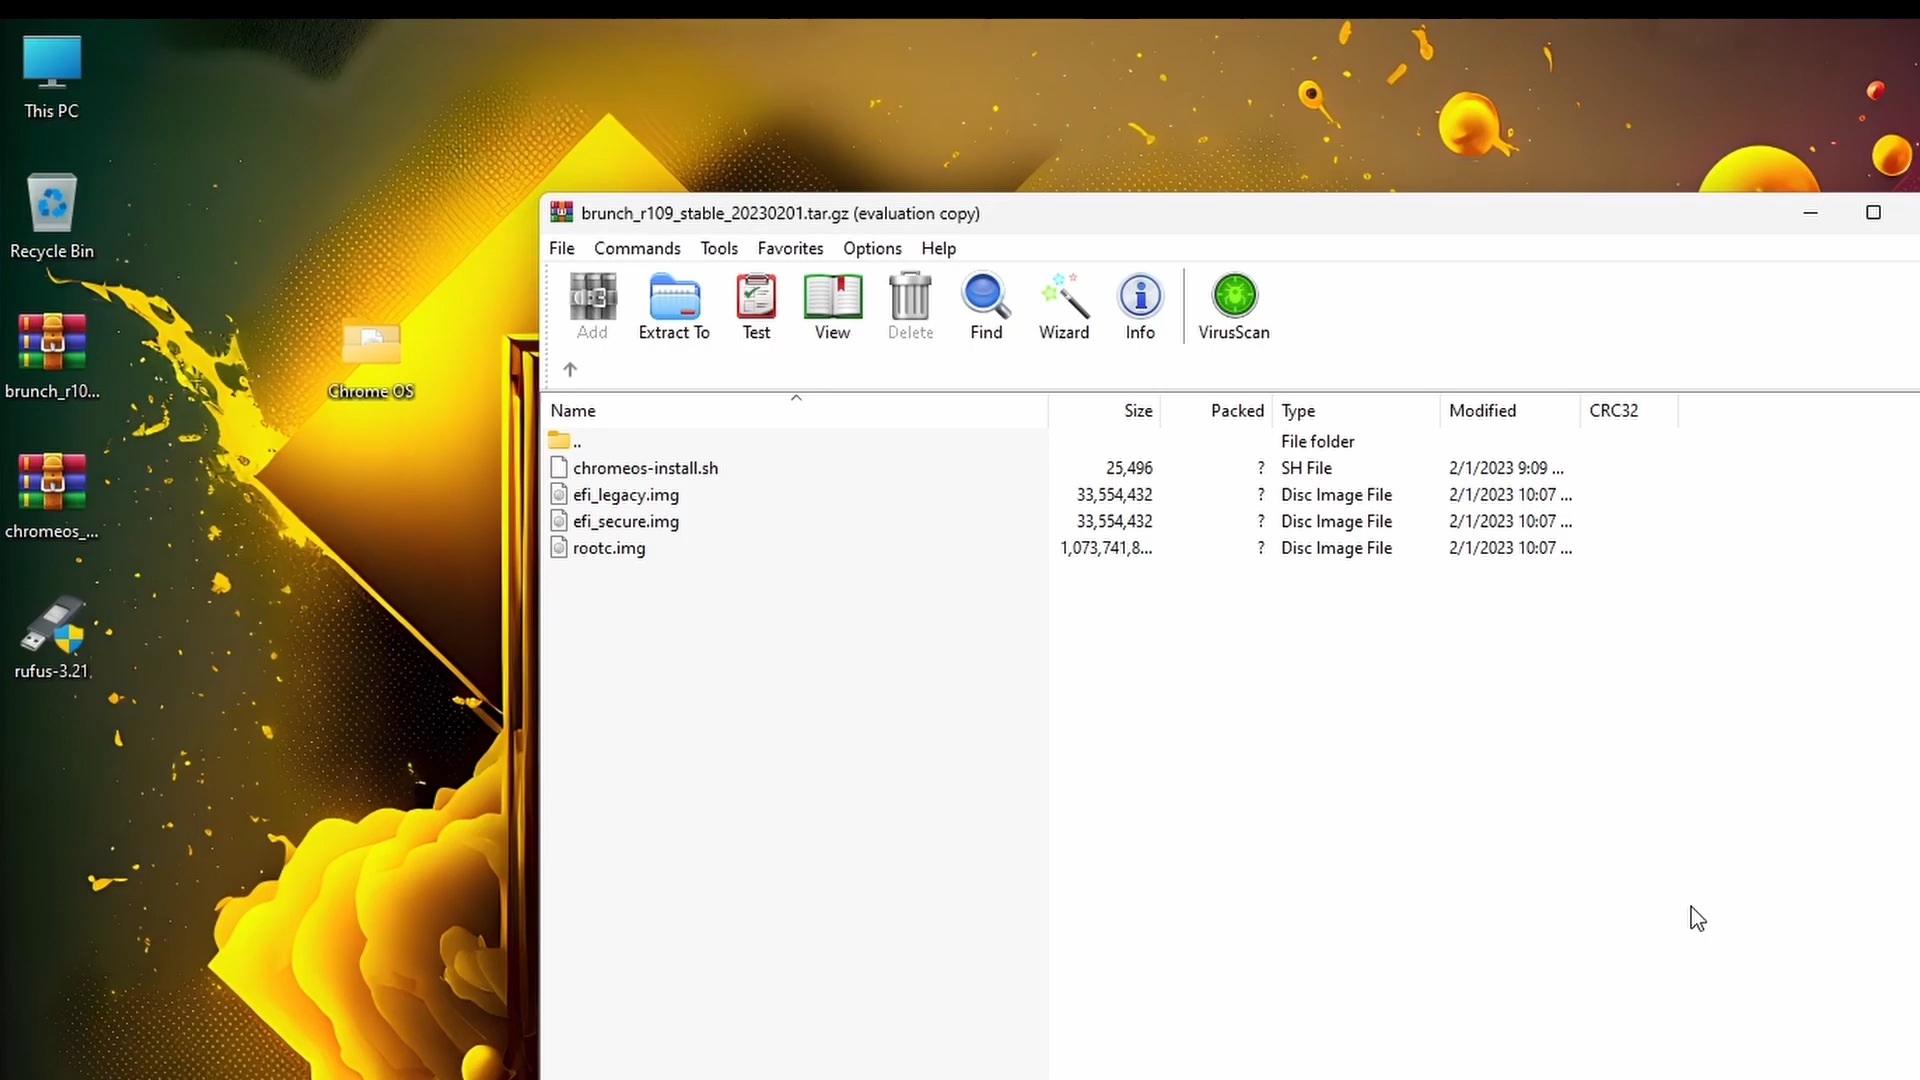 This PC
Recycle Bin
brunch_r10...
chromeos_...
rufus-3.21
Chrome OS
brunch_r109_stable_20230201.tar.gz (evaluation copy)
File Commands Tools Favorites Options Help
Add Extract To Test View Delete Find Wizard Info VirusScan
Name Size Packed Type Modified CRC32
.. File folder
chromeos-install.sh 25,496 ? SH File 2/1/2023 9:09 ...
efi_legacy.img 33,554,432 ? Disc Image File 2/1/2023 10:07 ...
efi_secure.img 33,554,432 ? Disc Image File 2/1/2023 10:07 ...
rootc.img 1,073,741,8... ? Disc Image File 2/1/2023 10:07 ...